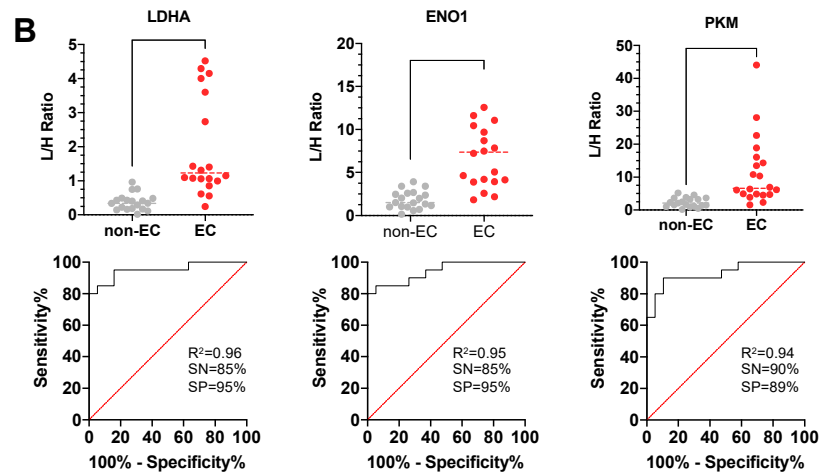 B
LDHA
L/H Ratio
5
4
3
2
1
0
non-EC EC
ENO1
L/H Ratio
20
15
10
5
0
non-EC EC
PKM
L/H Ratio
50
40
30
20
10
0
non-EC EC
Sensitivity%
100
80
60
40
20
0
R²=0.96
SN=85%
SP=95%
0 20 40 60 80 100
100% - Specificity%
Sensitivity%
100
80
60
40
20
0
R²=0.95
SN=85%
SP=95%
0 20 40 60 80 100
100% - Specificity%
Sensitivity%
100
80
60
40
20
0
R²=0.94
SN=90%
SP=89%
0 20 40 60 80 100
100% - Specificity%